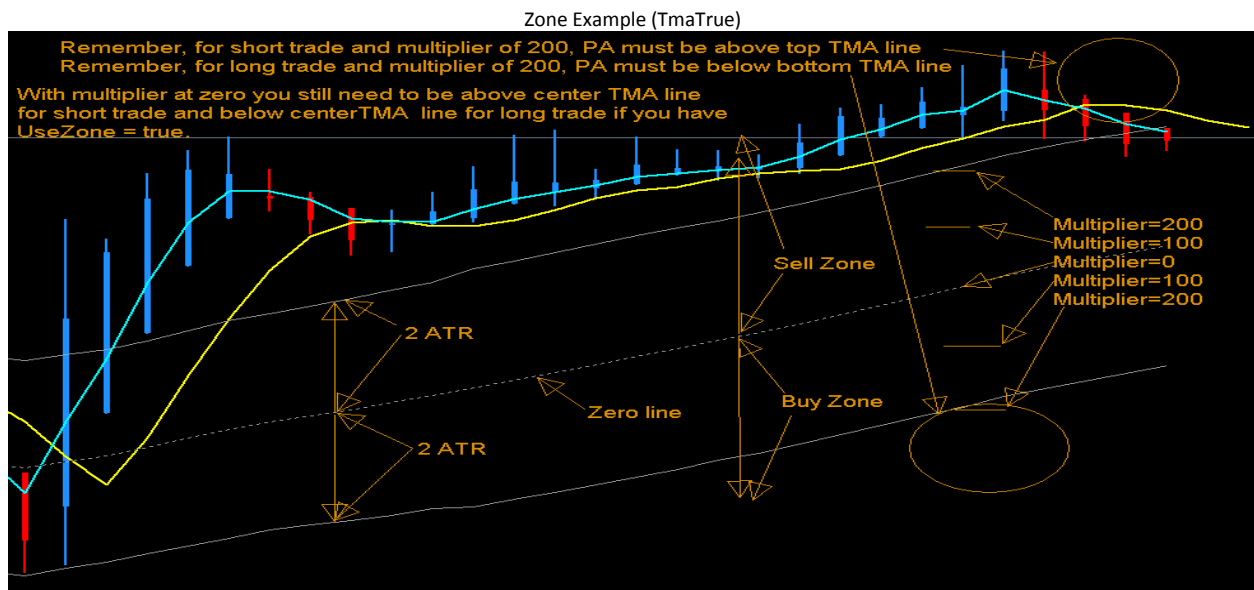 Zone Example (TmaTrue)
Remember, for short trade and multiplier of 200, PA must be above top TMA line
Remember, for long trade and multiplier of 200, PA must be below bottom TMA line
With multiplier at zero you still need to be above center TMA line
for short trade and below centerTMA line for long trade if you have
UseZone = true.
Multiplier=200
Multiplier=100
Multiplier=0
Multiplier=100
Multiplier=200
Sell Zone
2 ATR
Zero line
Buy Zone
2 ATR